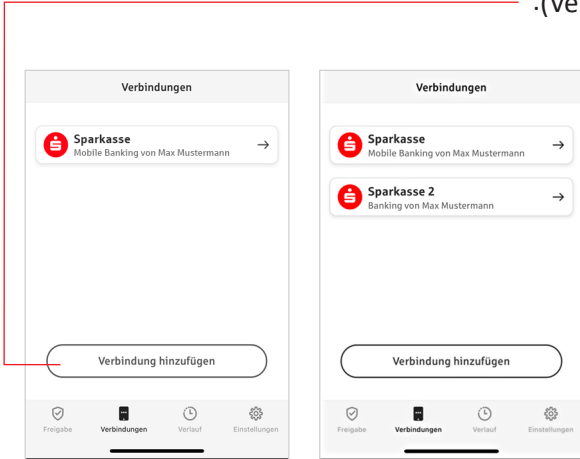 Verbindungen
Sparkasse
Mobile Banking von Max Mustermann
Verbindung hinzufügen
Freigabe
Verbindungen
Verlauf
Einstellungen
Verbindungen
Sparkasse
Mobile Banking von Max Mustermann
Sparkasse 2
Banking von Max Mustermann
Verbindung hinzufügen
Freigabe
Verbindungen
Verlauf
Einstellungen